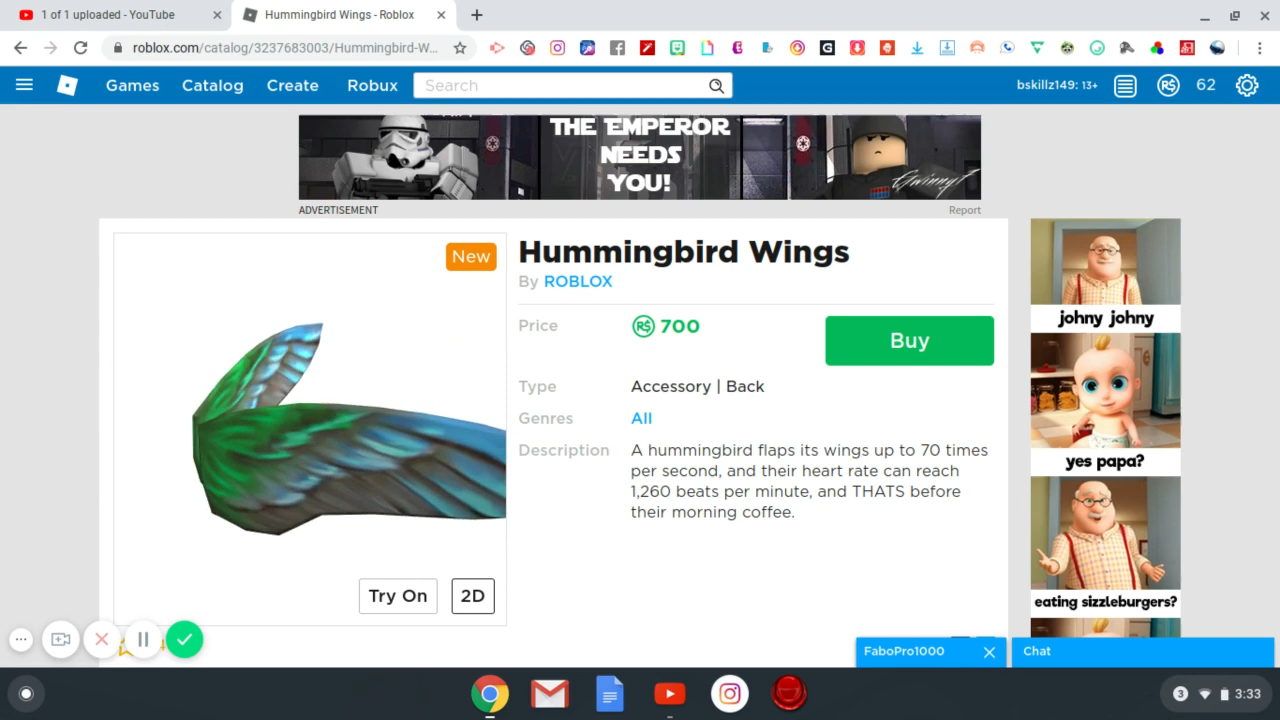 1 of 1 uploaded - YouTube
Hummingbird Wings - Roblox
roblox.com/catalog/3237683003/Hummingbird-W...
Games
Catalog
Create
Robux
Search
bskillz149: 13+
R$
62
THE EMPEROR
NEEDS
YOU!
ADVERTISEMENT
Report
New
Hummingbird Wings
By ROBLOX
Price
R$ 700
Buy
Type
Accessory | Back
Genres
All
Description
A hummingbird flaps its wings up to 70 times
per second, and their heart rate can reach
1,260 beats per minute, and THATS before
their morning coffee.
Try On
2D
johny johny
yes papa?
eating sizzleburgers?
FaboPro1000
Chat
3
3:33